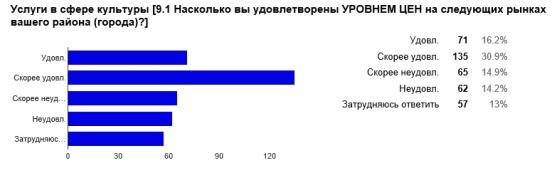 Услуги в сфере культуры [9.1 Насколько вы удовлетворены УРОВНЕМ ЦЕН на следующих рынках
вашего района (города)?]
Удовл.
Скорее удовл.
Скорее неуд…
Неудовл.
Затрудняюс…
0 30 60 90 120
Удовл. 71 16.2%
Скорее удовл. 135 30.9%
Скорее неудовл. 65 14.9%
Неудовл. 62 14.2%
Затрудняюсь ответить 57 13%